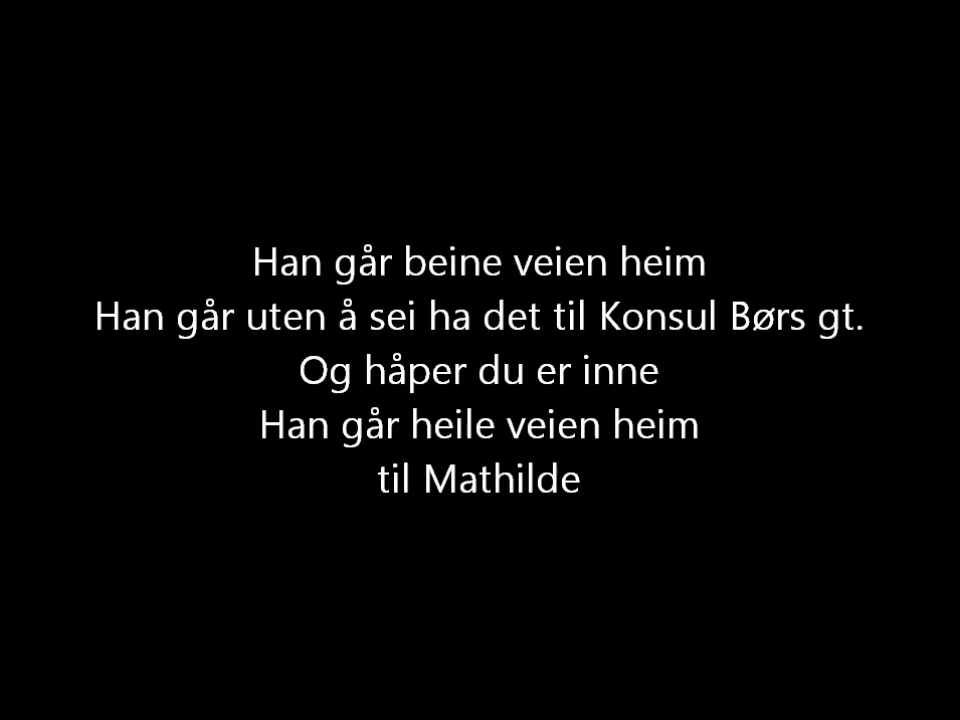 Han går beine veien heim
Han går uten å sei ha det til Konsul Børs gt.
Og håper du er inne
Han går heile veien heim
til Mathilde